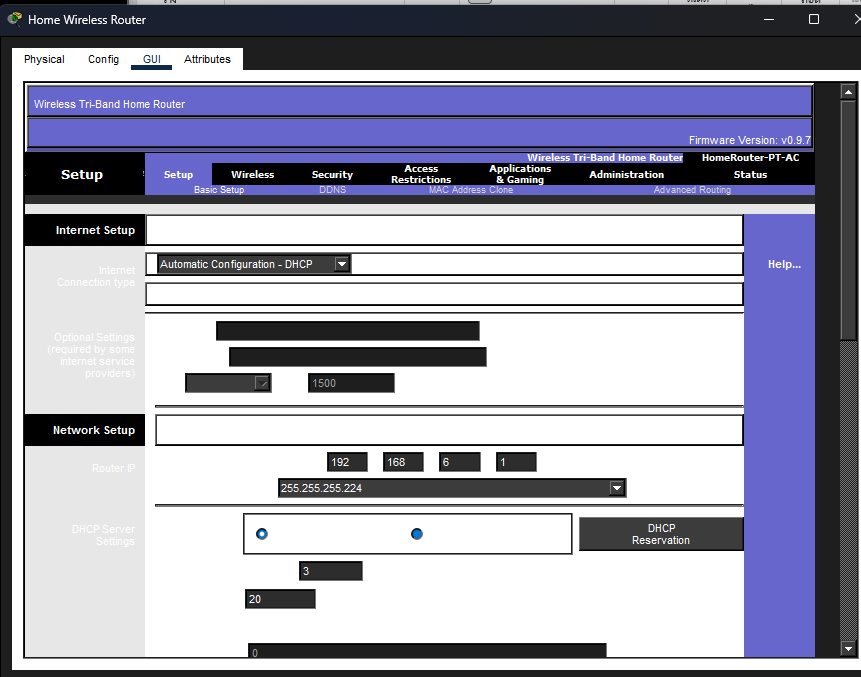 Home Wireless Router
Physical Config GUI Attributes
Wireless Tri-Band Home Router
Firmware Version: v0.9.7
Wireless Tri-Band Home Router HomeRouter-PT-AC
Setup
Setup Wireless Security Access Restrictions Applications & Gaming Administration Status
Basic Setup DDNS MAC Address Clone Advanced Routing
Internet Setup
Internet
Connection type
Automatic Configuration - DHCP
Help...
Optional Settings
(required by some
internet service
providers)
1500
Network Setup
Router IP
192 168 6 1
255.255.255.224
DHCP Server
Settings
DHCP
Reservation
3
20
0